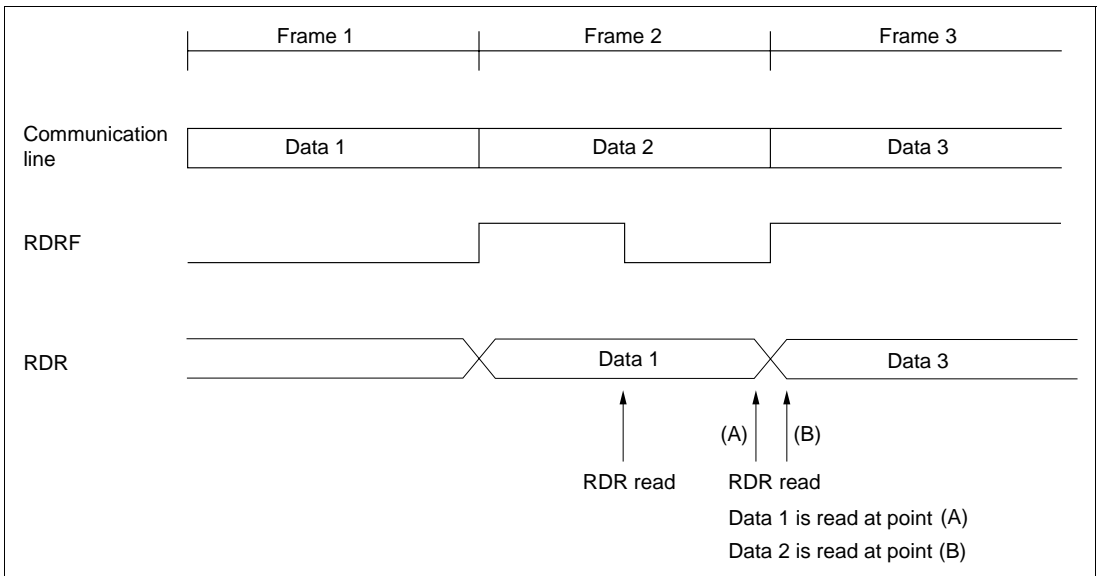 Frame 1 Frame 2 Frame 3
Communication
line
Data 1 Data 2 Data 3
RDRF
RDR
Data 1 Data 3
(A) (B)
RDR read RDR read
Data 1 is read at point (A)
Data 2 is read at point (B)